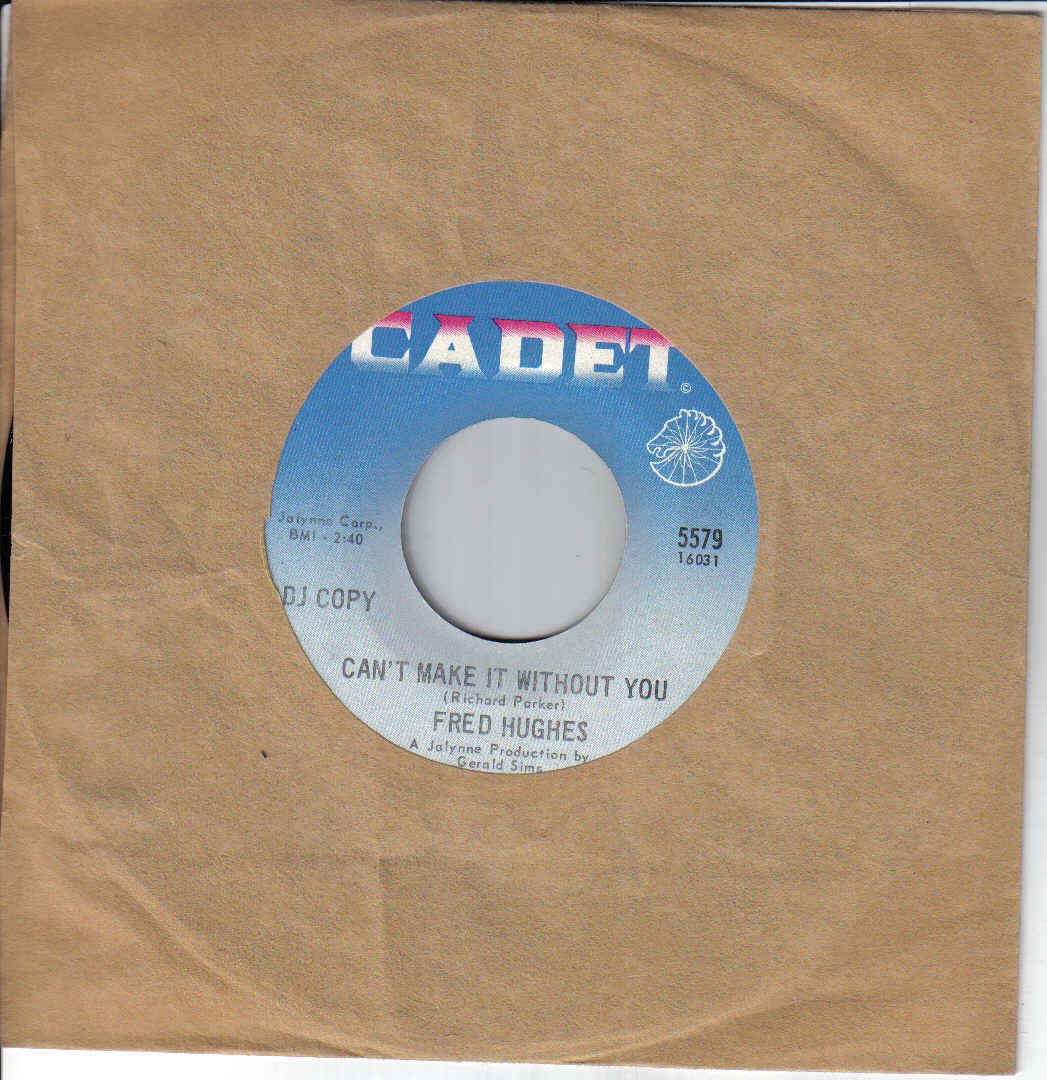 CADET
©
Jalynne Corp.,
BMI - 2:40
5579
16031
DJ COPY
CAN'T MAKE IT WITHOUT YOU
(Richard Parker)
FRED HUGHES
A Jalynne Production by
Gerald Sims